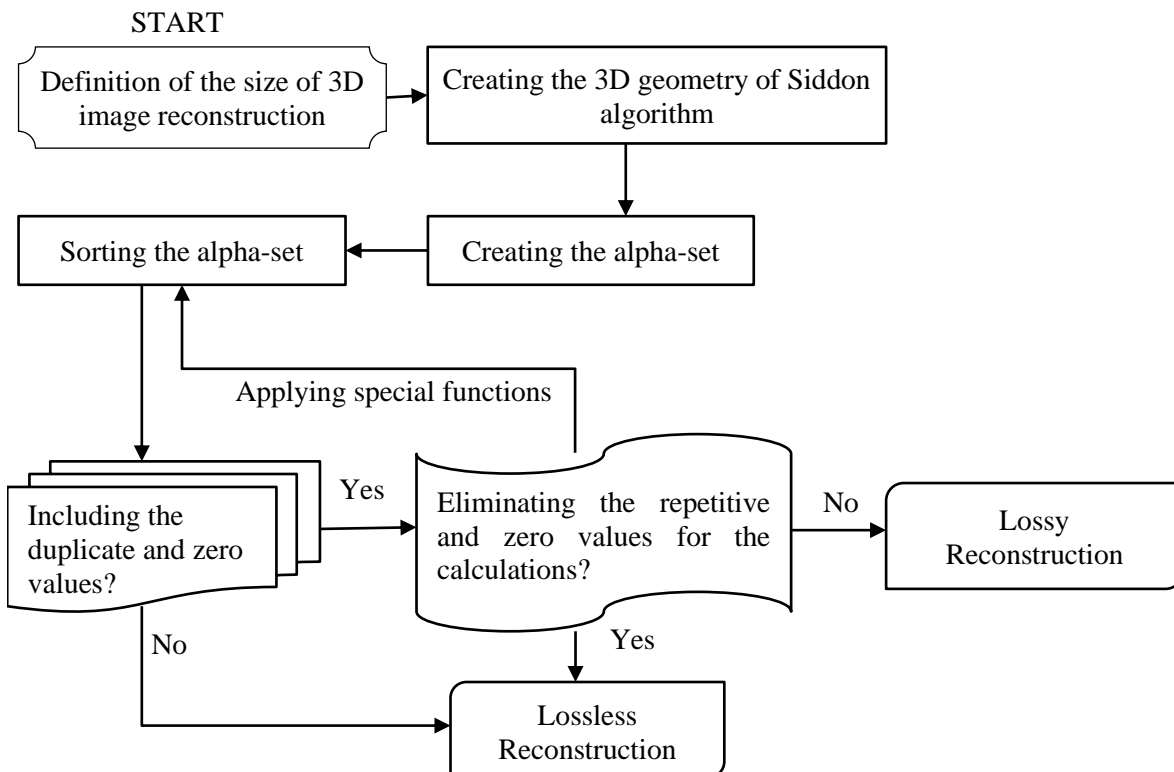 START
Definition of the size of 3D
image reconstruction
Creating the 3D geometry of Siddon
algorithm
Sorting the alpha-set
Creating the alpha-set
Applying special functions
Including the
duplicate and zero
values?
Yes
Eliminating the repetitive
and zero values for the
calculations?
No
Lossy
Reconstruction
No
Yes
Lossless
Reconstruction